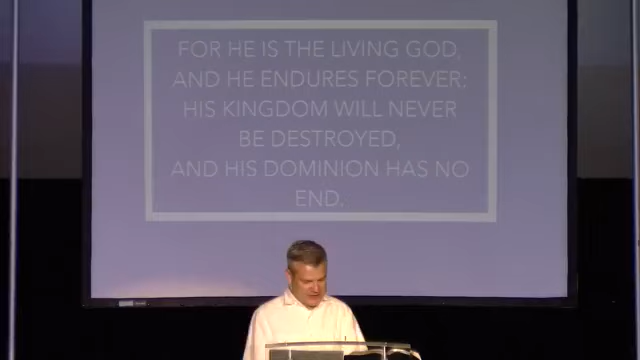 FOR HE IS THE LIVING GOD,
AND HE ENDURES FOREVER;
HIS KINGDOM WILL NEVER
BE DESTROYED,
AND HIS DOMINION HAS NO
END.